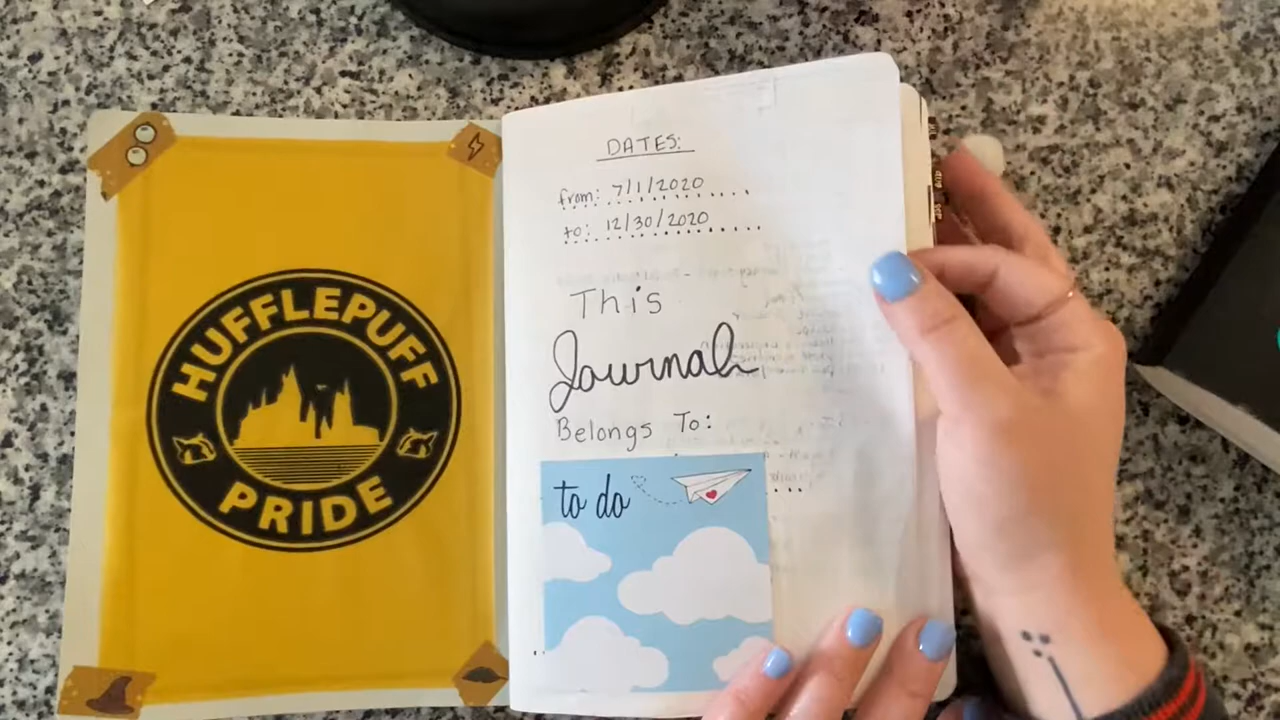 HUFFLEPUFF
PRIDE
DATES:
from: 7/1/2020
to: 12/30/2020
This
Journal
Belongs To:
to do